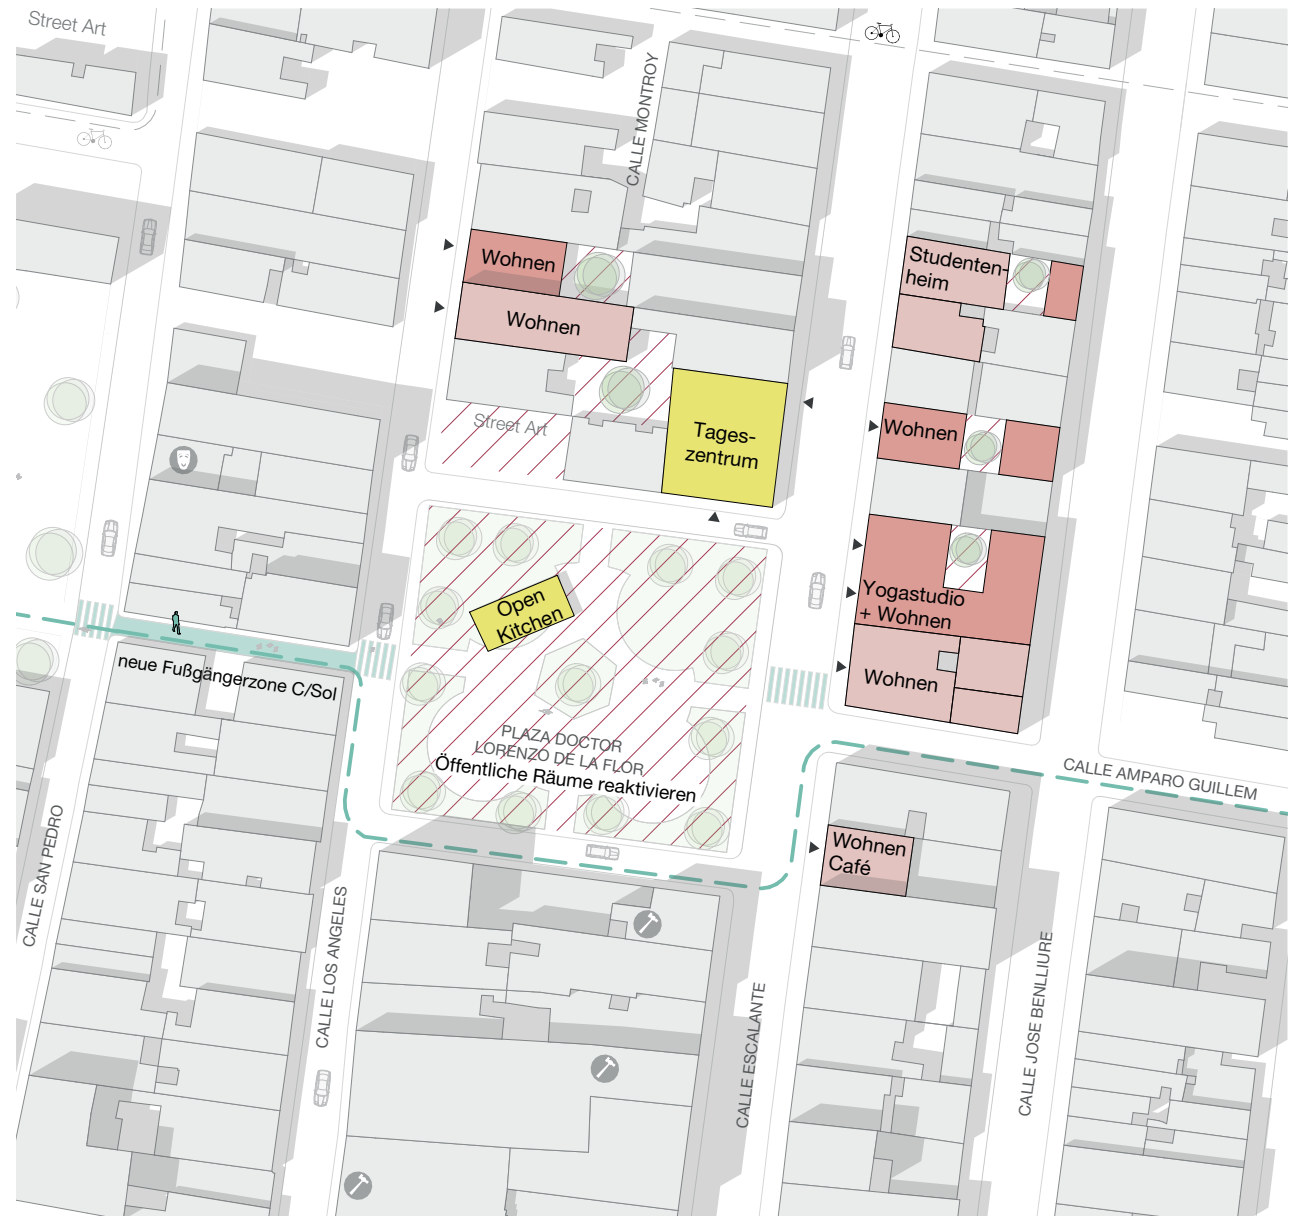 Street Art
CALLE MONTROY
Wohnen
Wohnen
Studenten-
heim
Street Art
Tages-
zentrum
Wohnen
Open
Kitchen
Yogastudio
+ Wohnen
neue Fußgängerzone C/Sol
Wohnen
PLAZA DOCTOR
LORENZO DE LA FLOR
Öffentliche Räume reaktivieren
CALLE AMPARO GUILLEM
Wohnen
Café
CALLE SAN PEDRO
CALLE LOS ANGELES
CALLE ESCALANTE
CALLE JOSE BENLLIURE